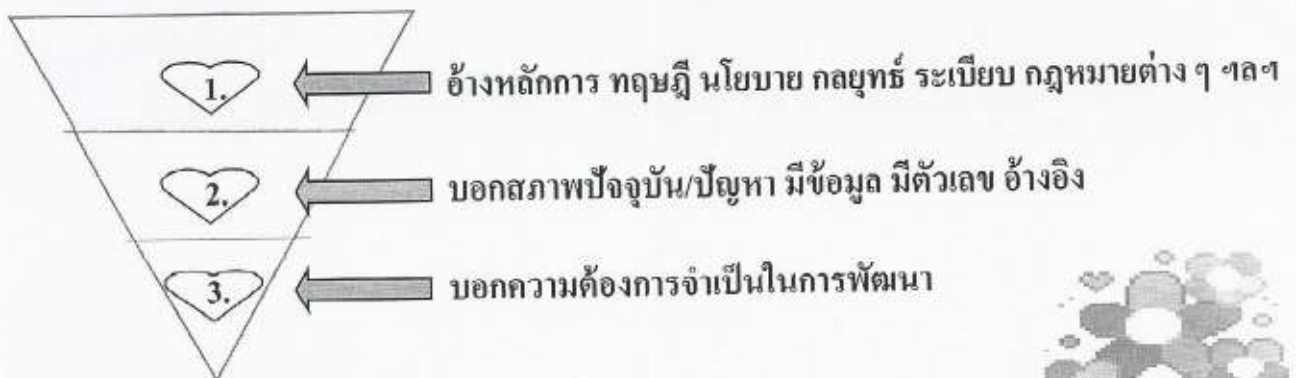 1. อ้างหลักการ ทฤษฎี นโยบาย กลยุทธ์ ระเบียบ กฎหมายต่าง ๆ ฯลฯ
2. บอกสภาพปัจจุบัน/ปัญหา มีข้อมูล มีตัวเลข อ้างอิง
3. บอกความต้องการจำเป็นในการพัฒนา